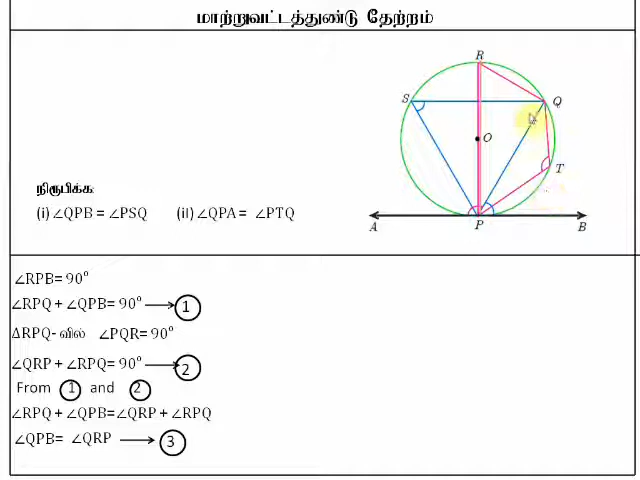 மாற்றுவட்டத்துண்டு தேற்றம்
R
S
Q
O
T
நிரூபிக்க
(i) ∠QPB = ∠PSQ (iI) ∠QPA = ∠PTQ
A P B
∠RPB= 90°
∠RPQ + ∠QPB= 90° ⟶ 1
ΔRPQ- வில் ∠PQR= 90°
∠QRP + ∠RPQ= 90° ⟶ 2
From 1 and 2
∠RPQ + ∠QPB=∠QRP + ∠RPQ
∠QPB= ∠QRP ⟶ 3